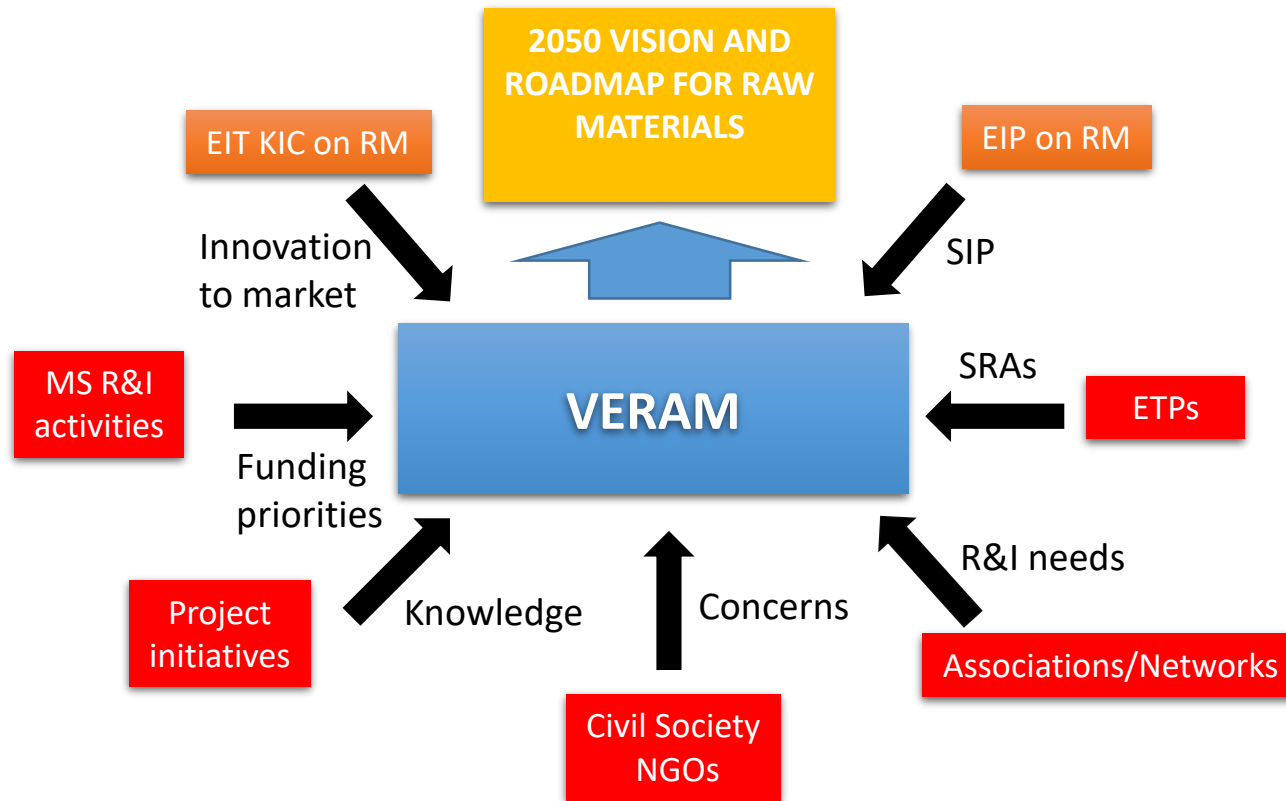 2050 VISION AND
ROADMAP FOR RAW
MATERIALS
EIT KIC on RM
EIP on RM
Innovation
to market
SIP
MS R&I
activities
SRAs
ETPs
VERAM
Funding
priorities
R&I needs
Project
initiatives
Knowledge
Concerns
Associations/Networks
Civil Society
NGOs